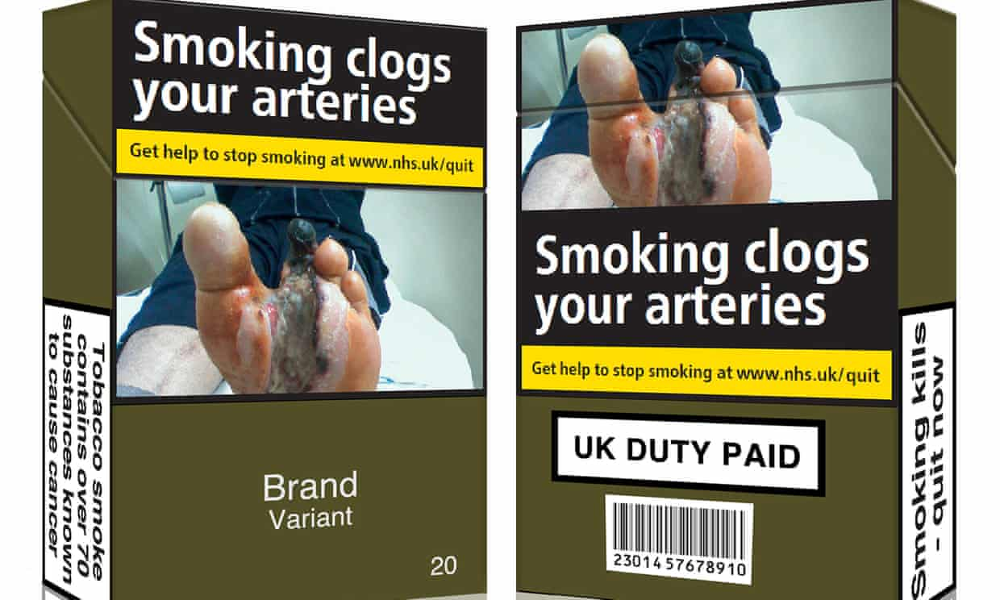 Smoking clogs
your arteries
Get help to stop smoking at www.nhs.uk/quit
Tobacco smoke
contains over 70
substances known
to cause cancer
Brand
Variant
20
Smoking clogs
your arteries
Get help to stop smoking at www.nhs.uk/quit
UK DUTY PAID
23014 57678910
Smoking kills
- quit now